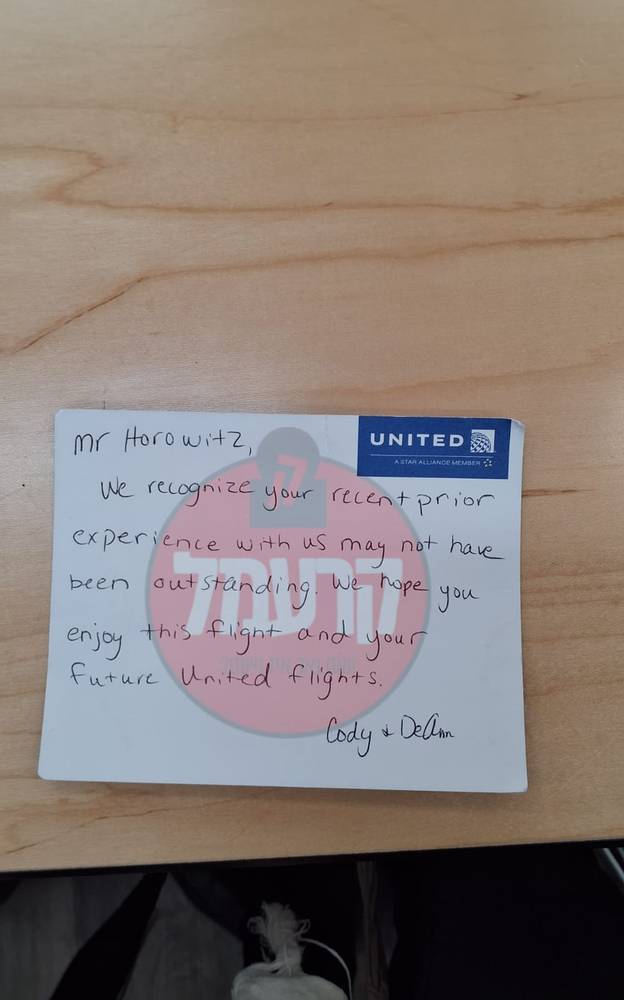 UNITED
A STAR ALLIANCE MEMBER
Mr Horowitz,
We recognize your recent prior
experience with us may not have
been outstanding. We hope you
enjoy this flight and your
future United flights.
Cody & DeAnn
ק
קרעמל